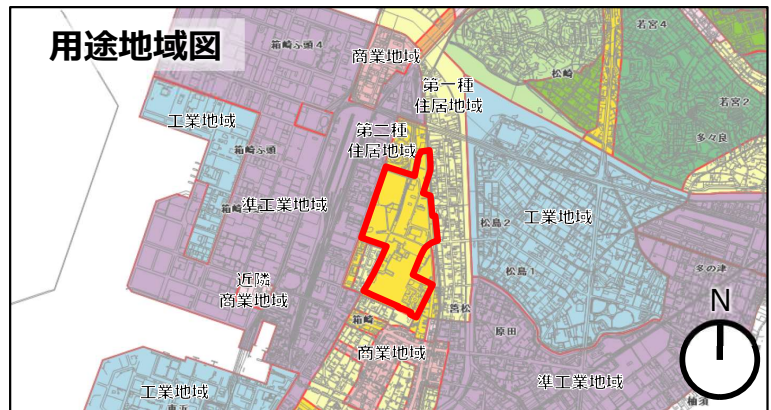 用途地域図
箱崎ふ頭4
商業地域
若宮4
松崎
第一種
住居地域
若宮2
工業地域
第二種
住居地域
多々良
箱崎ふ頭
準工業地域
松島2
工業地域
松島1
多の津
近隣
商業地域
箱崎
筥松
原田
N
商業地域
準工業地域
工業地域
柚須